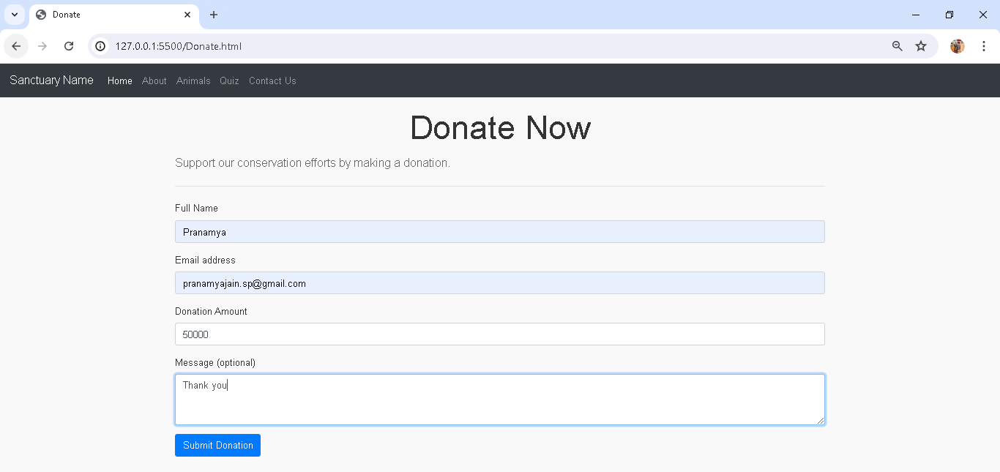 Donate
127.0.0.1:5500/Donate.html
Sanctuary Name Home About Animals Quiz Contact Us
Donate Now
Support our conservation efforts by making a donation.
Full Name
Pranamya
Email address
pranamyajain.sp@gmail.com
Donation Amount
50000
Message (optional)
Thank you
Submit Donation